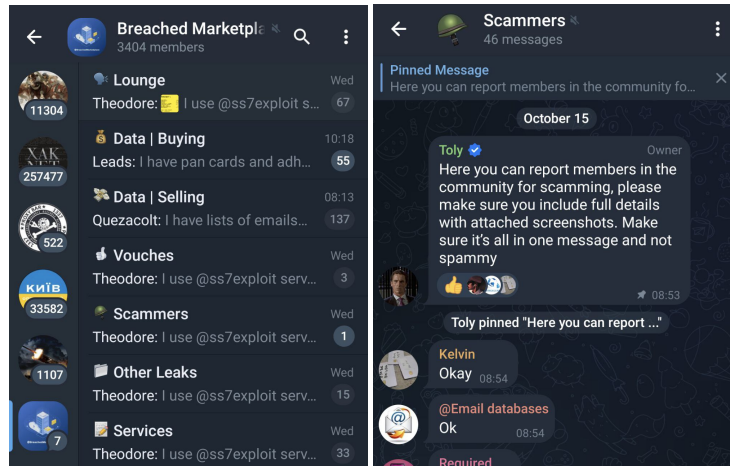 Breached Marketpla
3404 members
11304
Lounge
Wed
Theodore: I use @ss7exploit s...
67
257477
Data | Buying
10:18
Leads: I have pan cards and adh...
55
Data | Selling
08:13
Quezacolt: I have lists of emails...
137
522
Vouches
Wed
Theodore: I use @ss7exploit serv...
3
КИЇВ
33582
Scammers
Wed
Theodore: I use @ss7exploit serv...
1
1107
Other Leaks
Wed
Theodore: I use @ss7exploit serv...
15
7
Services
Wed
Theodore: I use @ss7exploit serv...
33
Scammers
46 messages
Pinned Message
Here you can report members in the community fo...
October 15
Toly
Owner
Here you can report members in the
community for scamming, please
make sure you include full details
with attached screenshots. Make
sure it's all in one message and not
spammy
08:53
Toly pinned "Here you can report ..."
Kelvin
Okay 08:54
@Email databases
Ok
08:54
Required